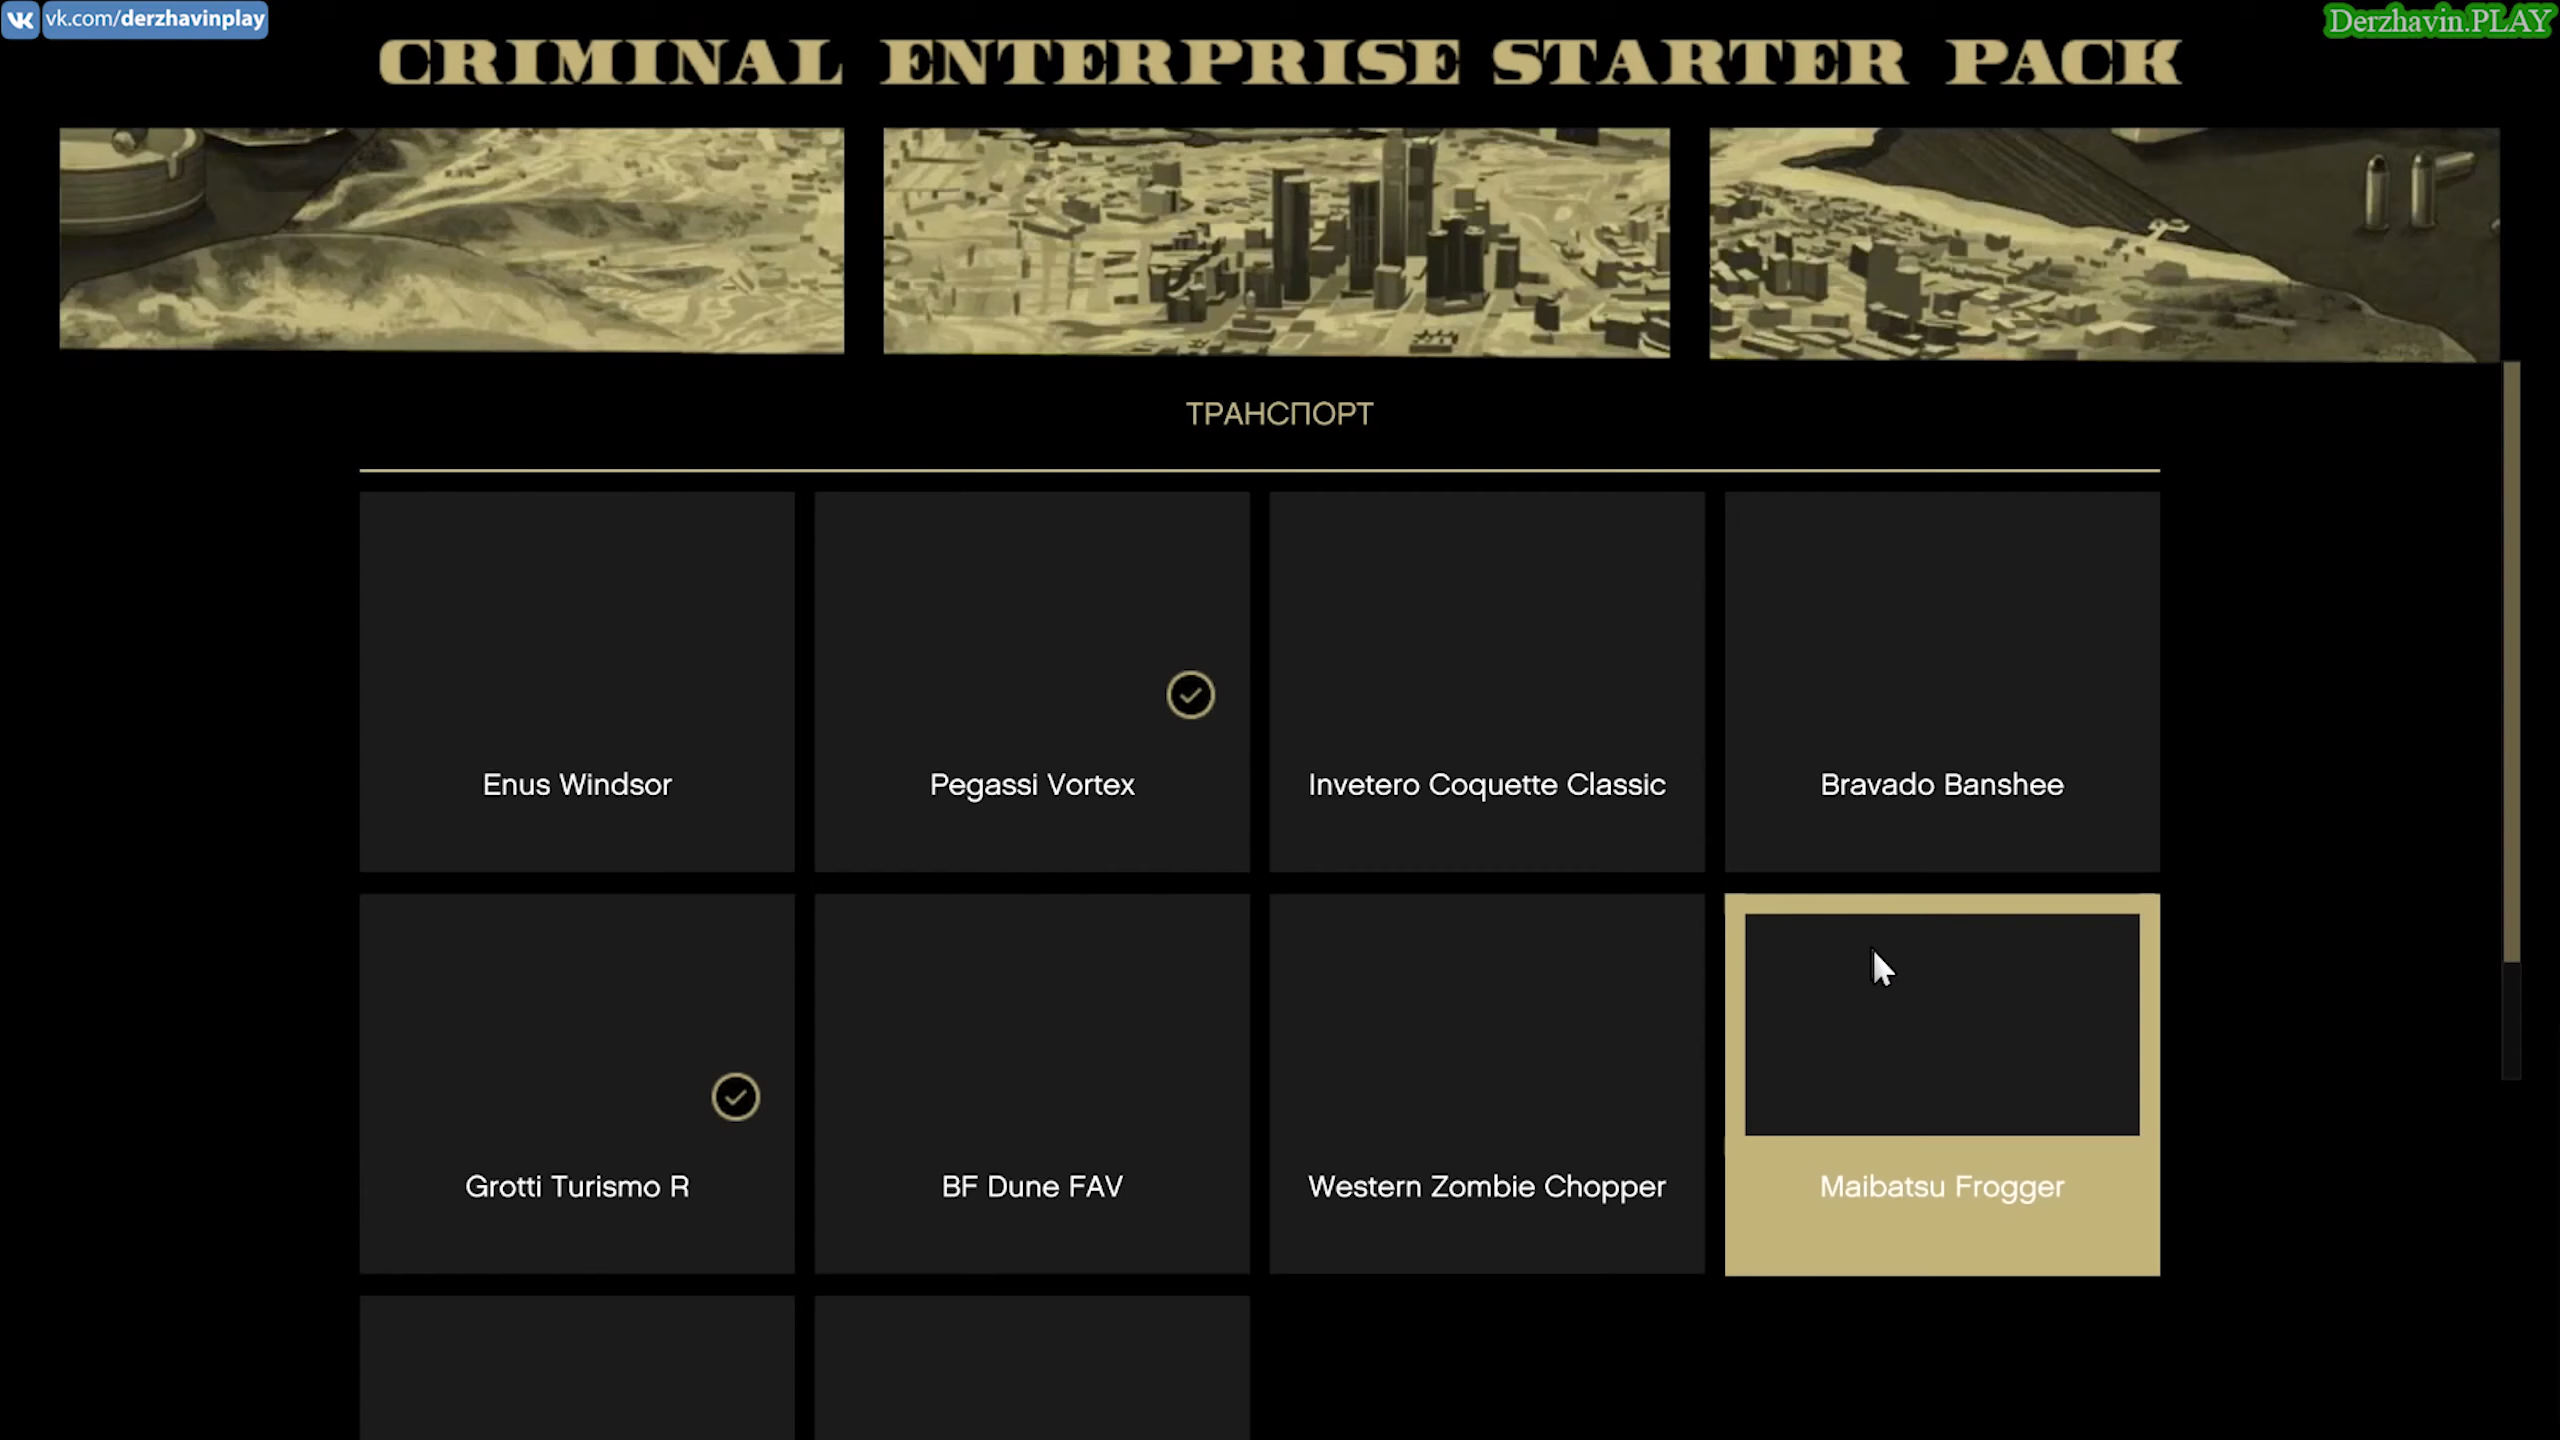 vk.com/derzhavinplay
Derzhavin.PLAY
CRIMINAL ENTERPRISE STARTER PACK
ТРАНСПОРТ
Enus Windsor
Pegassi Vortex
Invetero Coquette Classic
Bravado Banshee
Grotti Turismo R
BF Dune FAV
Western Zombie Chopper
Maibatsu Frogger